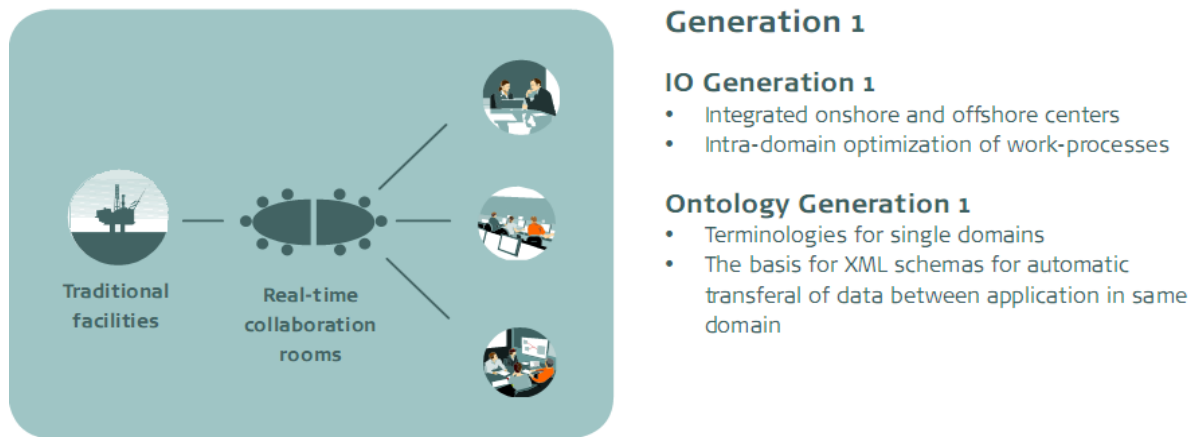 Traditional
facilities
Real-time
collaboration
rooms
Generation 1
IO Generation 1
• Integrated onshore and offshore centers
• Intra-domain optimization of work-processes
Ontology Generation 1
• Terminologies for single domains
• The basis for XML schemas for automatic
transferal of data between application in same
domain